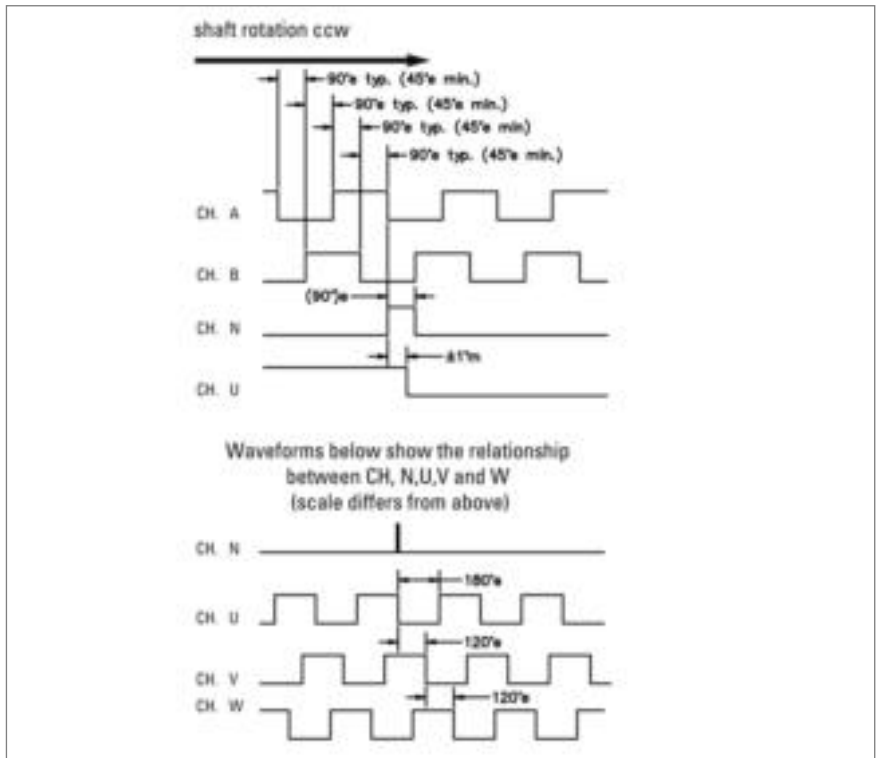 shaft rotation ccw
90°e typ. (45°e min.)
90°e typ. (45°e min.)
90°e typ. (45°e min)
90°e typ. (45°e min.)
CH. A
CH. B
(90°)e
CH. N
±1°m
CH. U
Waveforms below show the relationship
between CH, N,U,V and W
(scale differs from above)
CH. N
180°e
CH. U
120°e
CH. V
120°e
CH. W